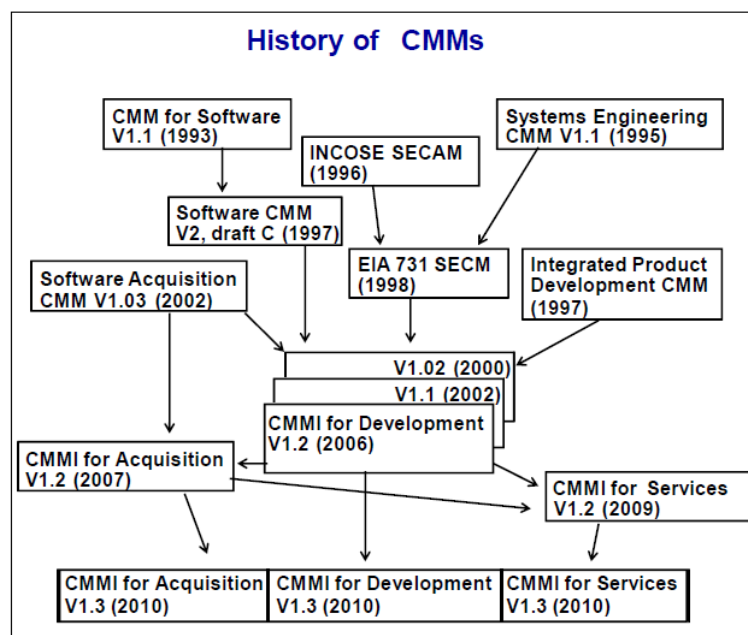 History of CMMs
CMM for Software
V1.1 (1993)
Systems Engineering
CMM V1.1 (1995)
INCOSE SECAM
(1996)
Software CMM
V2, draft C (1997)
EIA 731 SECM
(1998)
Integrated Product
Development CMM
(1997)
Software Acquisition
CMM V1.03 (2002)
V1.02 (2000)
V1.1 (2002)
CMMI for Development
V1.2 (2006)
CMMI for Acquisition
V1.2 (2007)
CMMI for Services
V1.2 (2009)
CMMI for Acquisition
V1.3 (2010)
CMMI for Development
V1.3 (2010)
CMMI for Services
V1.3 (2010)